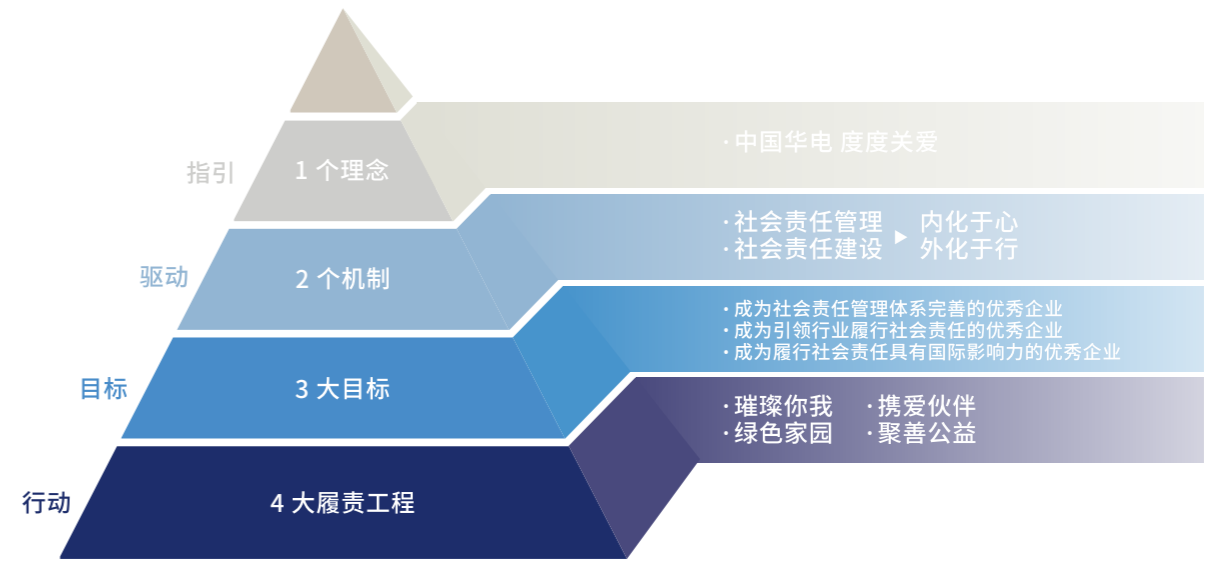 指引
1 个理念
· 中国华电 度度关爱
驱动
2 个机制
· 社会责任管理 ▶ 内化于心
· 社会责任建设 外化于行
目标
3 大目标
· 成为社会责任管理体系完善的优秀企业
· 成为引领行业履行社会责任的优秀企业
· 成为履行社会责任具有国际影响力的优秀企业
行动
4 大履责工程
· 璀璨你我 · 携爱伙伴
· 绿色家园 · 聚善公益